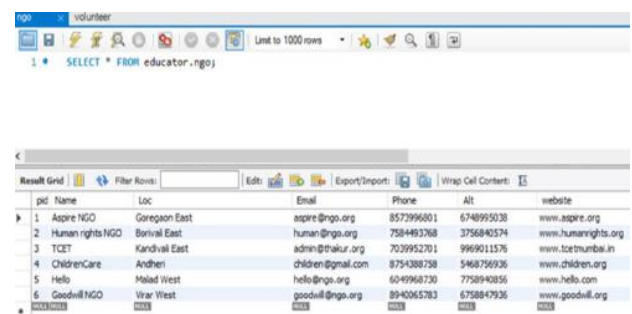 ngo × volunteer
Limit to 1000 rows
1 SELECT * FROM educator.ngo;
Result Grid Filter Rows: Edit: Export/Import: Wrap Cell Content:
pid Name Loc Email Phone Alt website
1 Aspire NGO Goregaon East aspire@ngo.org 8573996801 6748995038 www.aspire.org
2 Human rights NGO Borivali East human@ngo.org 7584493768 3756840574 www.humanrights.org
3 TCET Kandivali East admin@thakur.org 7039952701 9969011576 www.tcetmumbai.in
4 ChildrenCare Andheri children@gmail.com 8754388758 5468756936 www.children.org
5 Hello Malad West hello@ngo.org 6049968730 7758940856 www.hello.com
6 Goodwill NGO Virar West goodwill@ngo.org 8940065783 6758847936 www.goodwill.org
NULL NULL NULL NULL NULL NULL NULL